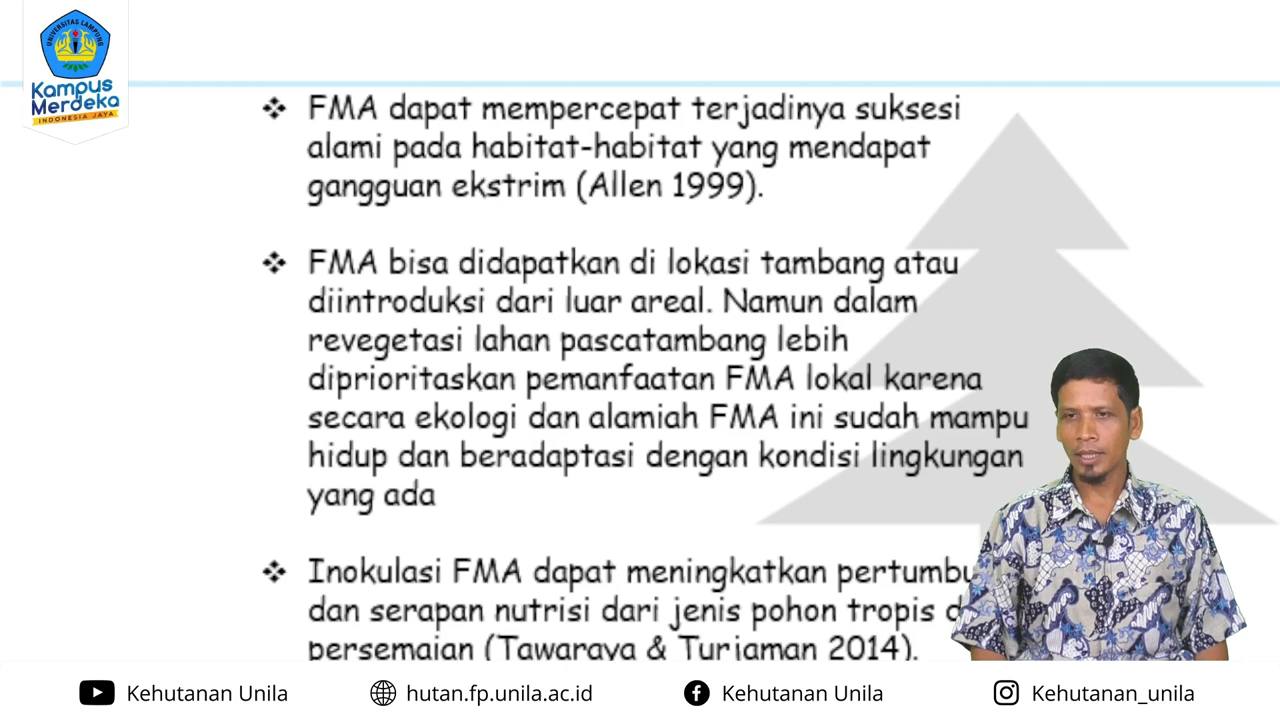 UNIVERSITAS LAMPUNG
Kampus
Merdeka
INDONESIA JAYA
❖ FMA dapat mempercepat terjadinya suksesi
alami pada habitat-habitat yang mendapat
gangguan ekstrim (Allen 1999).
❖ FMA bisa didapatkan di lokasi tambang atau
diintroduksi dari luar areal. Namun dalam
revegetasi lahan pascatambang lebih
diprioritaskan pemanfaatan FMA lokal karena
secara ekologi dan alamiah FMA ini sudah mampu
hidup dan beradaptasi dengan kondisi lingkungan
yang ada
❖ Inokulasi FMA dapat meningkatkan
dan serapan nutrisi dari jenis pohon tropis
persemaian (Tawaraya & Turjaman 2014).
Kehutanan Unila
hutan.fp.unila.ac.id
Kehutanan Unila
Kehutanan_unila